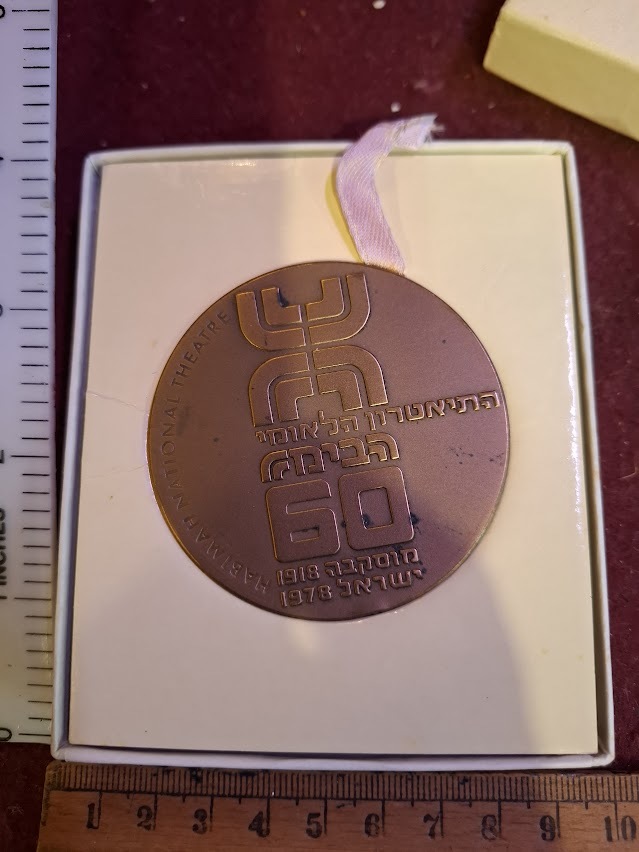 HABIMAH NATIONAL THEATRE
התיאטרון הלאומי
הבימה
60
מוסקבה 1918
ישראל 1978
INCHES
0
1 2 3 4 5 6 7 8 9 10